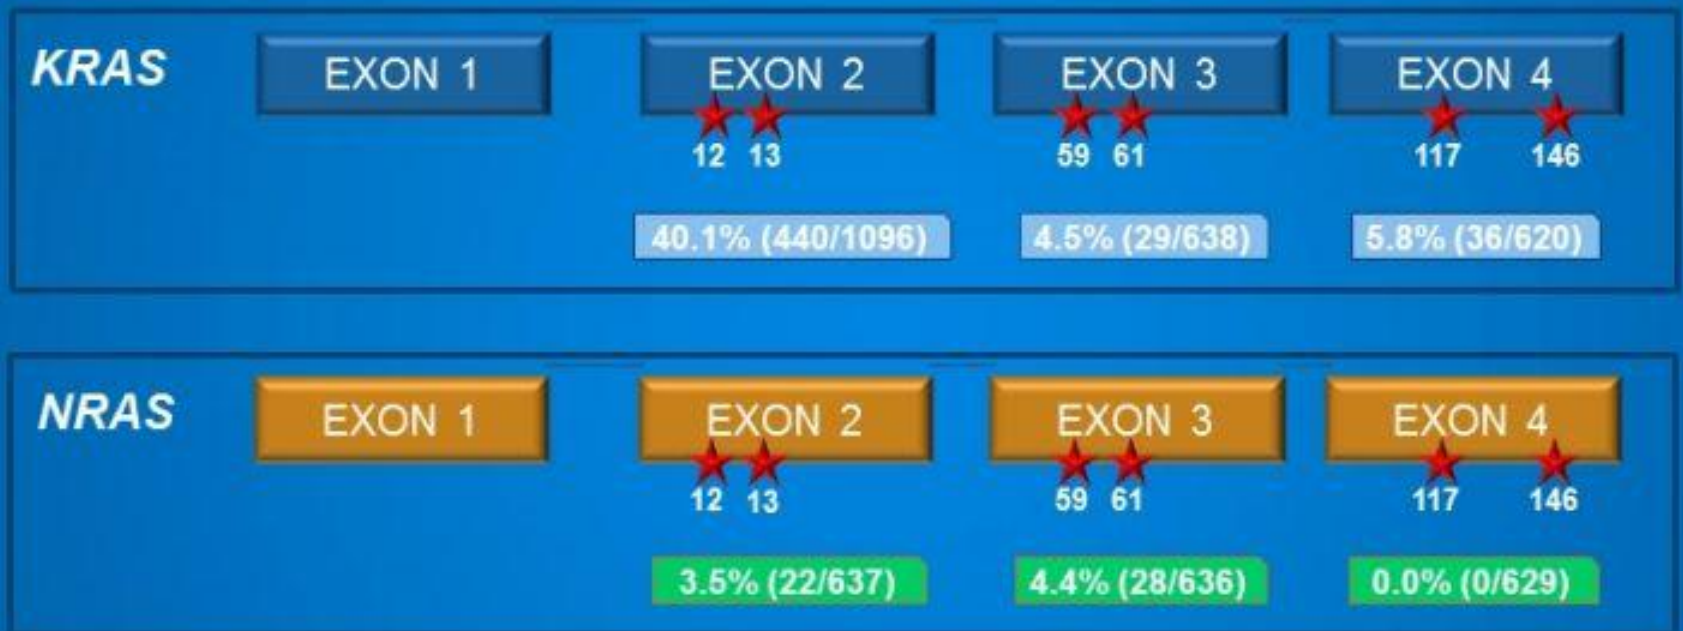 KRAS EXON 1 EXON 2 EXON 3 EXON 4
12 13 59 61 117 146
40.1% (440/1096) 4.5% (29/638) 5.8% (36/620)
NRAS EXON 1 EXON 2 EXON 3 EXON 4
12 13 59 61 117 146
3.5% (22/637) 4.4% (28/636) 0.0% (0/629)